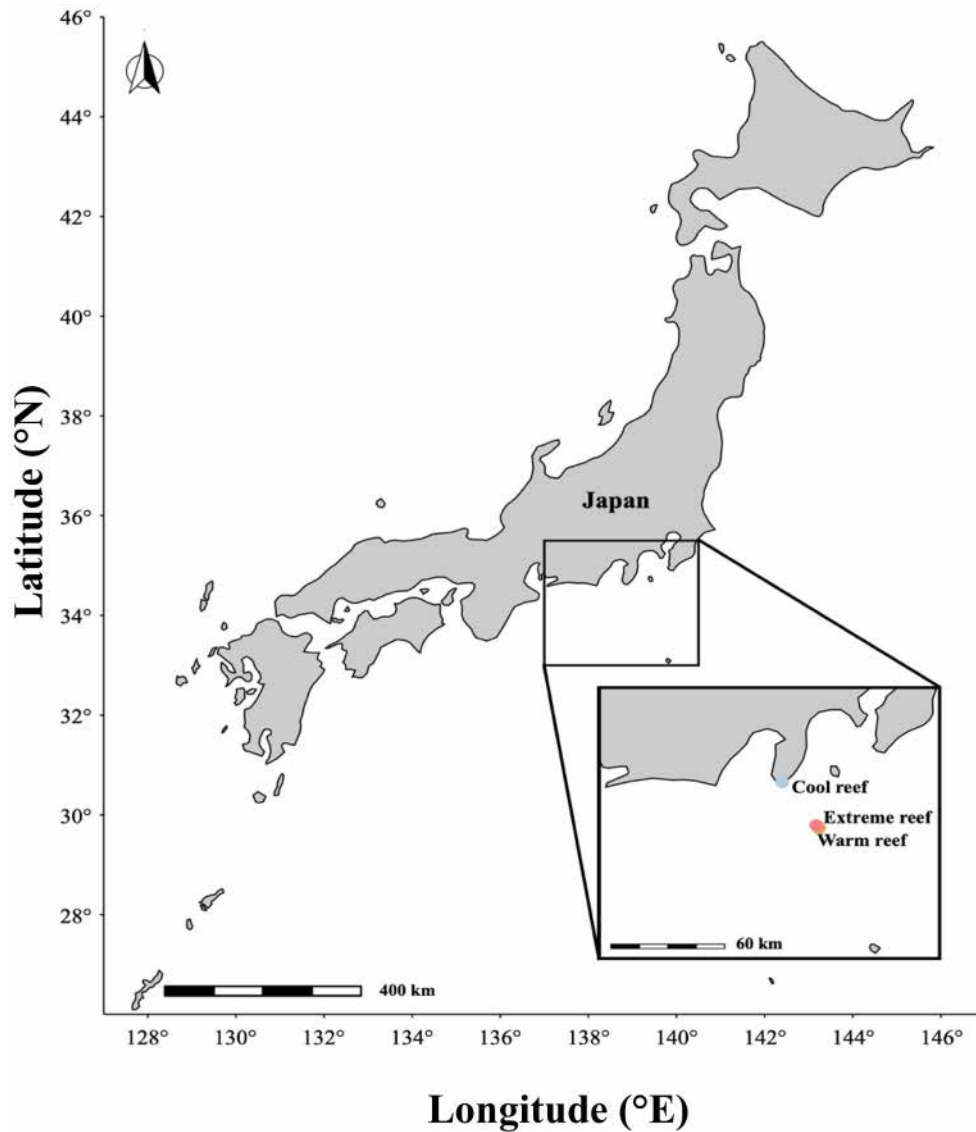 46°
44°
42°
40°
38°
36°
34°
32°
30°
28°
Latitude (°N)
Japan
Cool reef
Extreme reef
Warm reef
60 km
400 km
128° 130° 132° 134° 136° 138° 140° 142° 144° 146°
Longitude (°E)